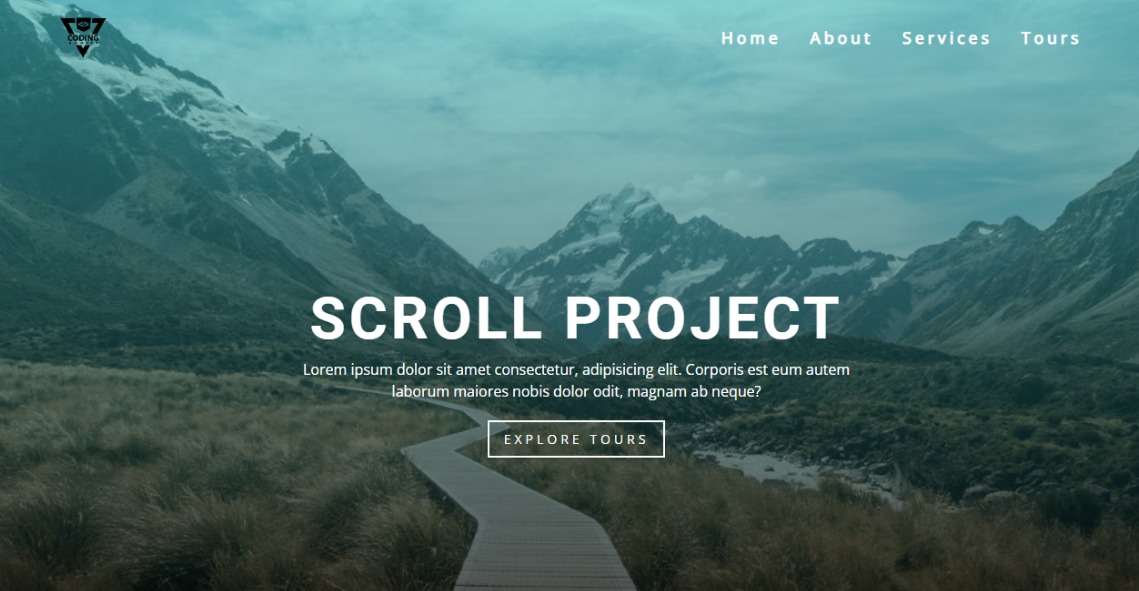 </>
CODING
Home About Services Tours
SCROLL PROJECT
Lorem ipsum dolor sit amet consectetur, adipisicing elit. Corporis est eum autem
laborum maiores nobis dolor odit, magnam ab neque?
EXPLORE TOURS